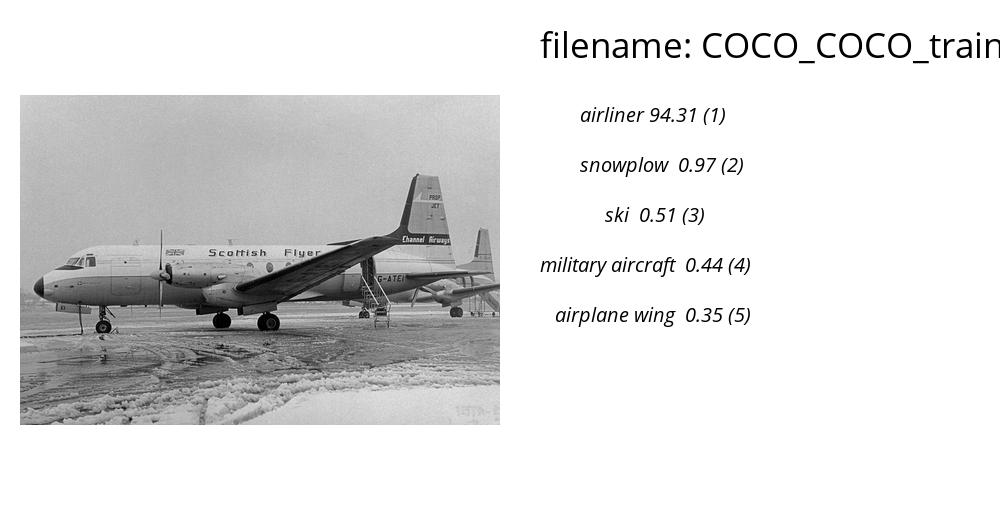 filename: COCO_COCO_train
airliner 94.31 (1)
snowplow 0.97 (2)
ski 0.51 (3)
military aircraft 0.44 (4)
airplane wing 0.35 (5)
PROP
JET
Channel Airways
Scottish Flyer
G-ATEI